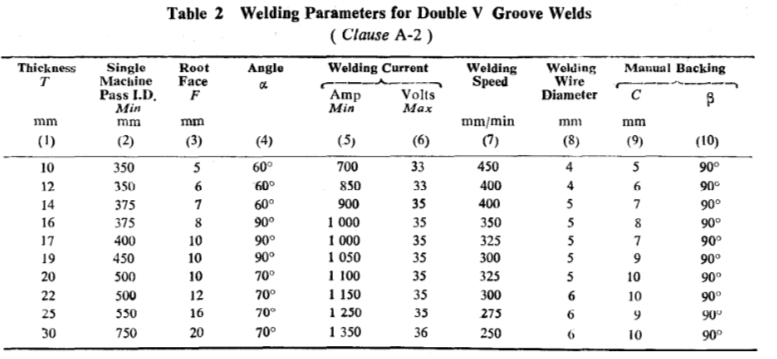 Table 2 Welding Parameters for Double V Groove Welds
( Clause A-2 )
Thickness Single Root Angle Welding Current Welding Welding Manual Backing
T Machine Face α Speed Wire
Pass I.D. F Amp Volts Diameter C β
Min Min Max
mm mm mm mm/min mm mm
(1) (2) (3) (4) (5) (6) (7) (8) (9) (10)
10 350 5 60° 700 33 450 4 5 90°
12 350 6 60° 850 33 400 4 6 90°
14 375 7 60° 900 35 400 5 7 90°
16 375 8 90° 1 000 35 350 5 8 90°
17 400 10 90° 1 000 35 325 5 7 90°
19 450 10 90° 1 050 35 300 5 9 90°
20 500 10 70° 1 100 35 325 5 10 90°
22 500 12 70° 1 150 35 300 6 10 90°
25 550 16 70° 1 250 35 275 6 9 90°
30 750 20 70° 1 350 36 250 6 10 90°